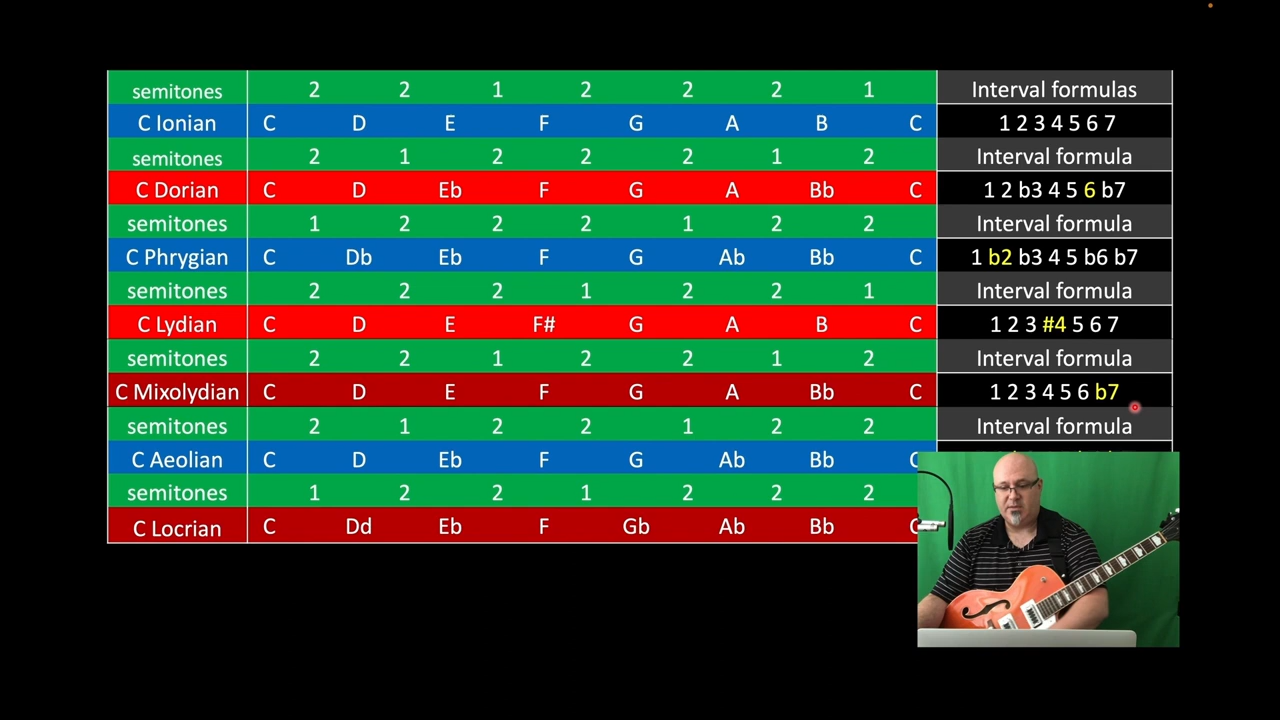 semitones 2 2 1 2 2 2 1 Interval formulas
C Ionian C D E F G A B C 1 2 3 4 5 6 7
semitones 2 1 2 2 2 1 2 Interval formula
C Dorian C D Eb F G A Bb C 1 2 b3 4 5 6 b7
semitones 1 2 2 2 1 2 2 Interval formula
C Phrygian C Db Eb F G Ab Bb C 1 b2 b3 4 5 b6 b7
semitones 2 2 2 1 2 2 1 Interval formula
C Lydian C D E F# G A B C 1 2 3 #4 5 6 7
semitones 2 2 1 2 2 1 2 Interval formula
C Mixolydian C D E F G A Bb C 1 2 3 4 5 6 b7
semitones 2 1 2 2 1 2 2 Interval formula
C Aeolian C D Eb F G Ab Bb C
semitones 1 2 2 1 2 2 2
C Locrian C Dd Eb F Gb Ab Bb C